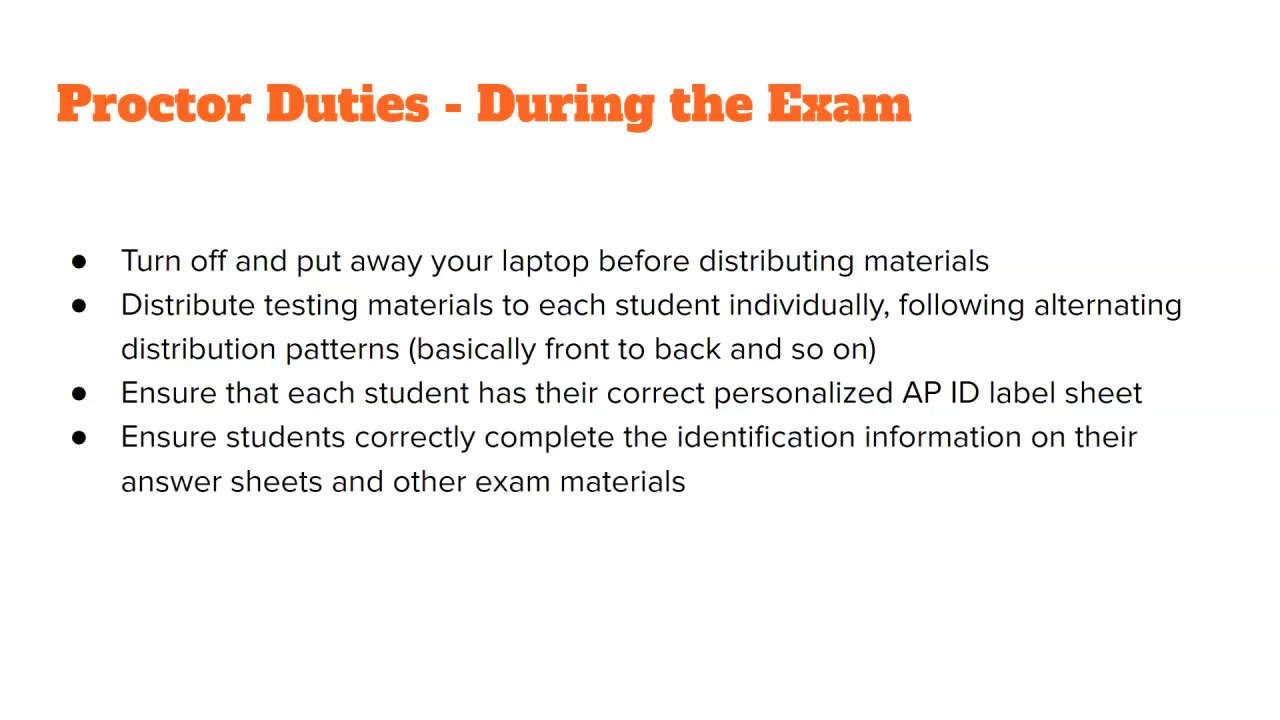 Proctor Duties - During the Exam
● Turn off and put away your laptop before distributing materials
● Distribute testing materials to each student individually, following alternating
distribution patterns (basically front to back and so on)
● Ensure that each student has their correct personalized AP ID label sheet
● Ensure students correctly complete the identification information on their
answer sheets and other exam materials